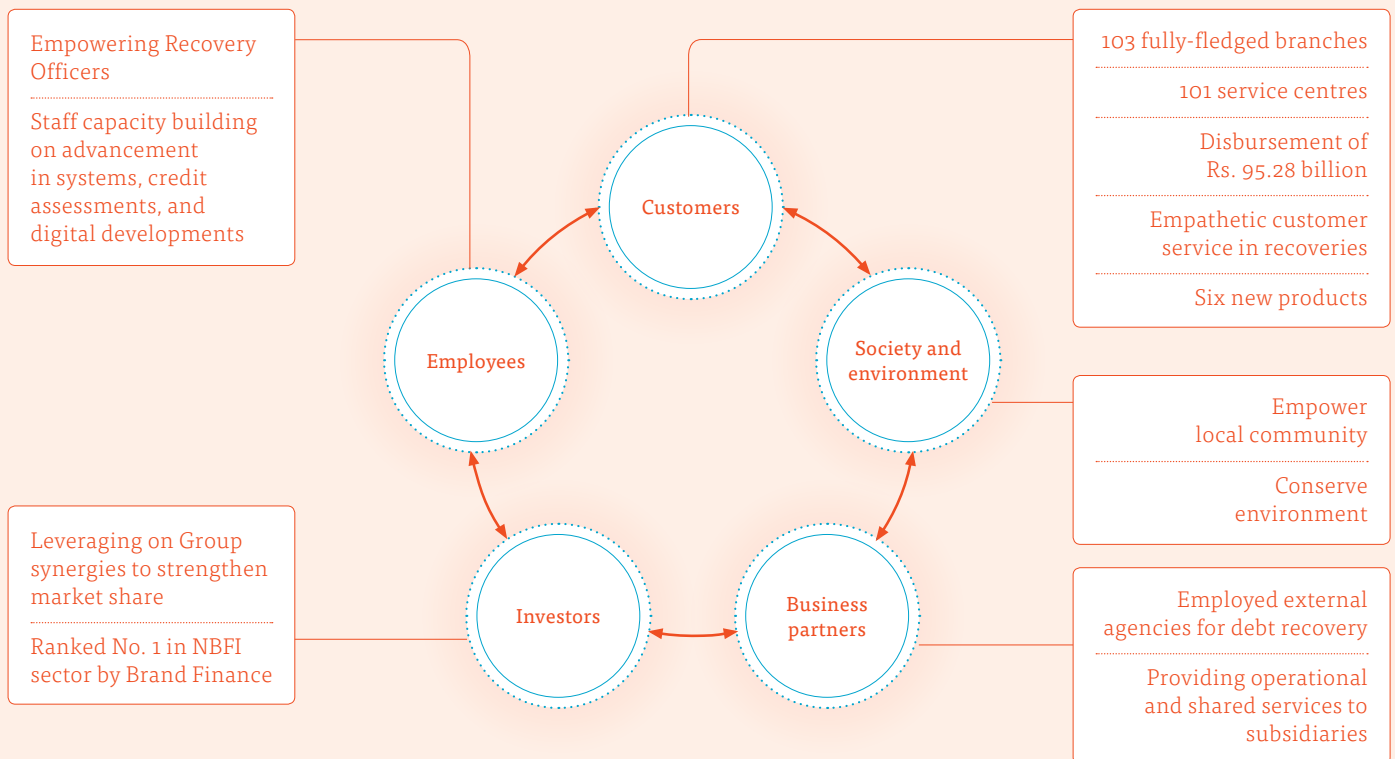 Empowering Recovery
Officers
Staff capacity building
on advancement
in systems, credit
assessments, and
digital developments
103 fully-fledged branches
101 service centres
Disbursement of
Rs. 95.28 billion
Empathetic customer
service in recoveries
Six new products
Customers
Employees
Society and
environment
Empower
local community
Conserve
environment
Leveraging on Group
synergies to strengthen
market share
Ranked No. 1 in NBFI
sector by Brand Finance
Investors
Business
partners
Employed external
agencies for debt recovery
Providing operational
and shared services to
subsidiaries